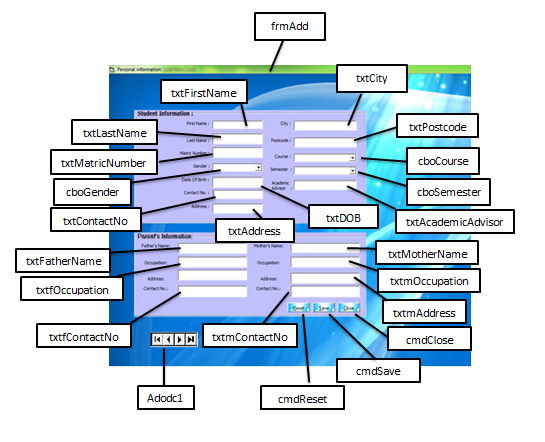 frmAdd
Personal information
txtFirstName
txtCity
Student Information :
First Name :
City :
txtLastName
Last Name :
Postcode :
txtPostcode
txtMatricNumber
Matric Number :
Course :
cboCourse
cboGender
Gender :
Semester :
cboSemester
Date Of Birth :
Academic
Advisor :
txtContactNo
Contact No. :
txtDOB
txtAcademicAdvisor
Address :
txtAddress
Parent's Information:
Father's Name:
Mother's Name:
txtFatherName
txtMotherName
Occupation:
Occupation:
txtfOccupation
txtmOccupation
Address:
Address:
Contact No.:
Contact No.:
txtmAddress
Reset
Save
Close
txtfContactNo
txtmContactNo
cmdClose
cmdSave
Adodc1
cmdReset